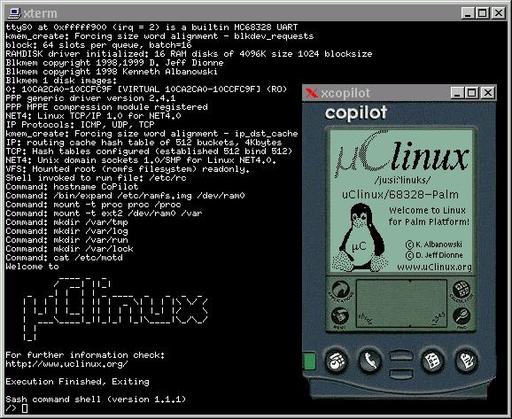 xterm
ttyS0 at 0xfffff900 (irq = 2) is a builtin MC68328 UART
kmem_create: Forcing size word alignment - blkdev_requests
block: 64 slots per queue, batch=16
RAMDISK driver initialized: 16 RAM disks of 4096K size 1024 blocksize
Blkmem copyright 1998,1999 D. Jeff Dionne
Blkmem copyright 1998 Kenneth Albanowski
Blkmem 1 disk images:
0: 10CA2CA0-10CCFC9F [VIRTUAL 10CA2CA0-10CCFC9F] (RO)
PPP generic driver version 2.4.1
PPP MPPE compression module registered
NET4: Linux TCP/IP 1.0 for NET4.0
IP Protocols: ICMP, UDP, TCP
kmem_create: Forcing size word alignment - ip_dst_cache
IP: routing cache hash table of 512 buckets, 4Kbytes
TCP: Hash tables configured (established 512 bind 512)
NET4: Unix domain sockets 1.0/SMP for Linux NET4.0.
VFS: Mounted root (romfs filesystem) readonly.
Shell invoked to run file: /etc/rc
Command: hostname CoPilot
Command: /bin/expand /etc/ramfs.img /dev/ram0
Command: mount -t proc proc /proc
Command: mount -t ext2 /dev/ram0 /var
Command: mkdir /var/tmp
Command: mkdir /var/log
Command: mkdir /var/run
Command: mkdir /var/lock
Command: cat /etc/motd
Welcome to
μClinux
For further information check:
http://www.uclinux.org/
Execution Finished, Exiting
Sash command shell (version 1.1.1)
/>
xcopilot
copilot
μClinux
/jusi'linuks/
uClinux/68328-Palm
Welcome to Linux
for Palm Platform!
μC
© K. Albanowski
© D. Jeff Dionne
www.uClinux.org